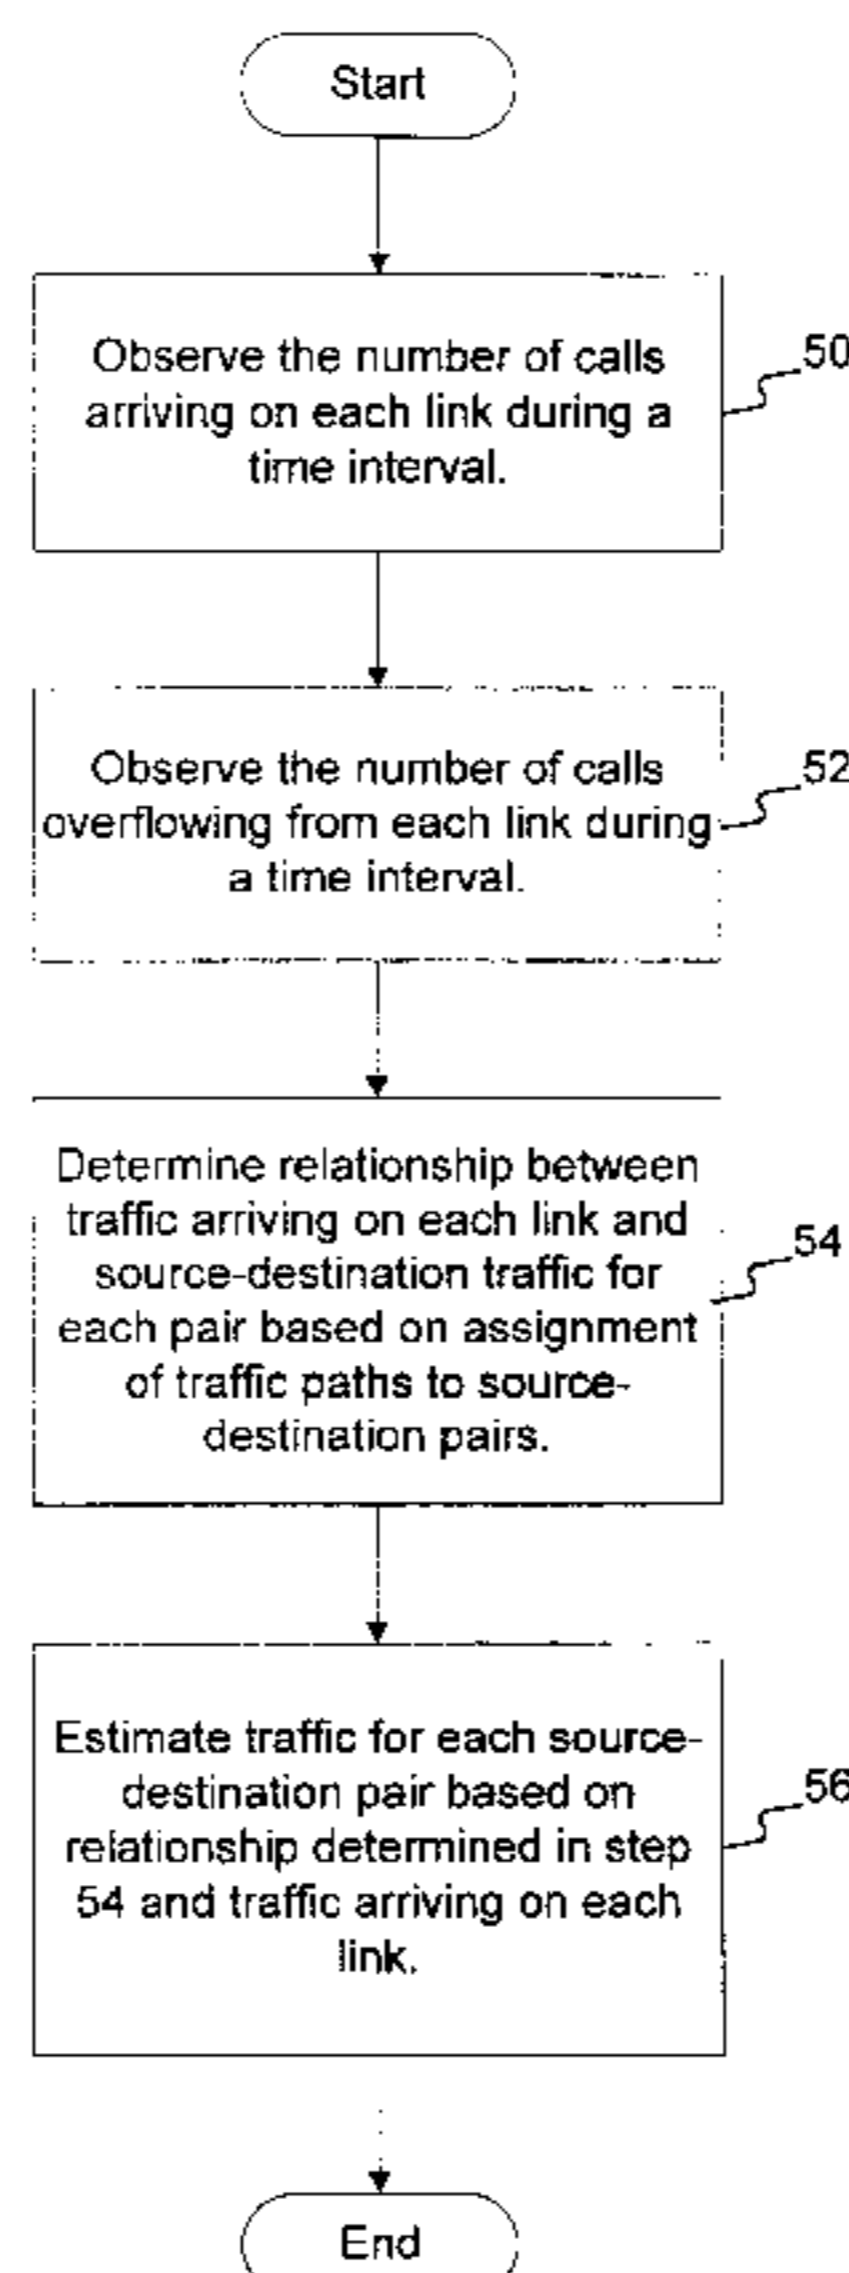 Start
Observe the number of calls
arriving on each link during a
time interval.
50
Observe the number of calls
overflowing from each link during
a time interval.
52
Determine relationship between
traffic arriving on each link and
source-destination traffic for
each pair based on assignment
of traffic paths to source-
destination pairs.
54
Estimate traffic for each source-
destination pair based on
relationship determined in step
54 and traffic arriving on each
link.
56
End